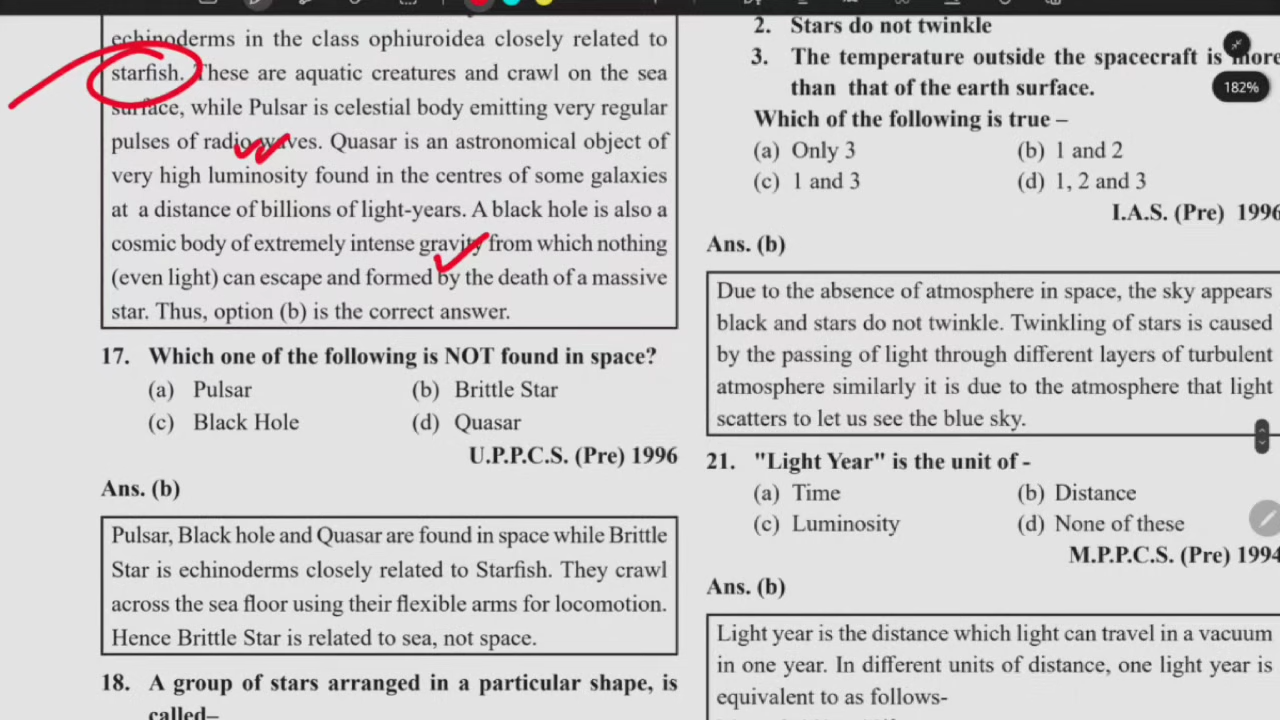 echinoderms in the class ophiuroidea closely related to
starfish. These are aquatic creatures and crawl on the sea
surface, while Pulsar is celestial body emitting very regular
pulses of radio waves. Quasar is an astronomical object of
very high luminosity found in the centres of some galaxies
at a distance of billions of light-years. A black hole is also a
cosmic body of extremely intense gravity from which nothing
(even light) can escape and formed by the death of a massive
star. Thus, option (b) is the correct answer.
17. Which one of the following is NOT found in space?
(a) Pulsar (b) Brittle Star
(c) Black Hole (d) Quasar
U.P.P.C.S. (Pre) 1996
Ans. (b)
Pulsar, Black hole and Quasar are found in space while Brittle
Star is echinoderms closely related to Starfish. They crawl
across the sea floor using their flexible arms for locomotion.
Hence Brittle Star is related to sea, not space.
18. A group of stars arranged in a particular shape, is
called–
2. Stars do not twinkle
3. The temperature outside the spacecraft is more
than that of the earth surface.
Which of the following is true –
(a) Only 3 (b) 1 and 2
(c) 1 and 3 (d) 1, 2 and 3
I.A.S. (Pre) 1996
Ans. (b)
Due to the absence of atmosphere in space, the sky appears
black and stars do not twinkle. Twinkling of stars is caused
by the passing of light through different layers of turbulent
atmosphere similarly it is due to the atmosphere that light
scatters to let us see the blue sky.
21. "Light Year" is the unit of -
(a) Time (b) Distance
(c) Luminosity (d) None of these
M.P.P.C.S. (Pre) 1994
Ans. (b)
Light year is the distance which light can travel in a vacuum
in one year. In different units of distance, one light year is
equivalent to as follows-
182%